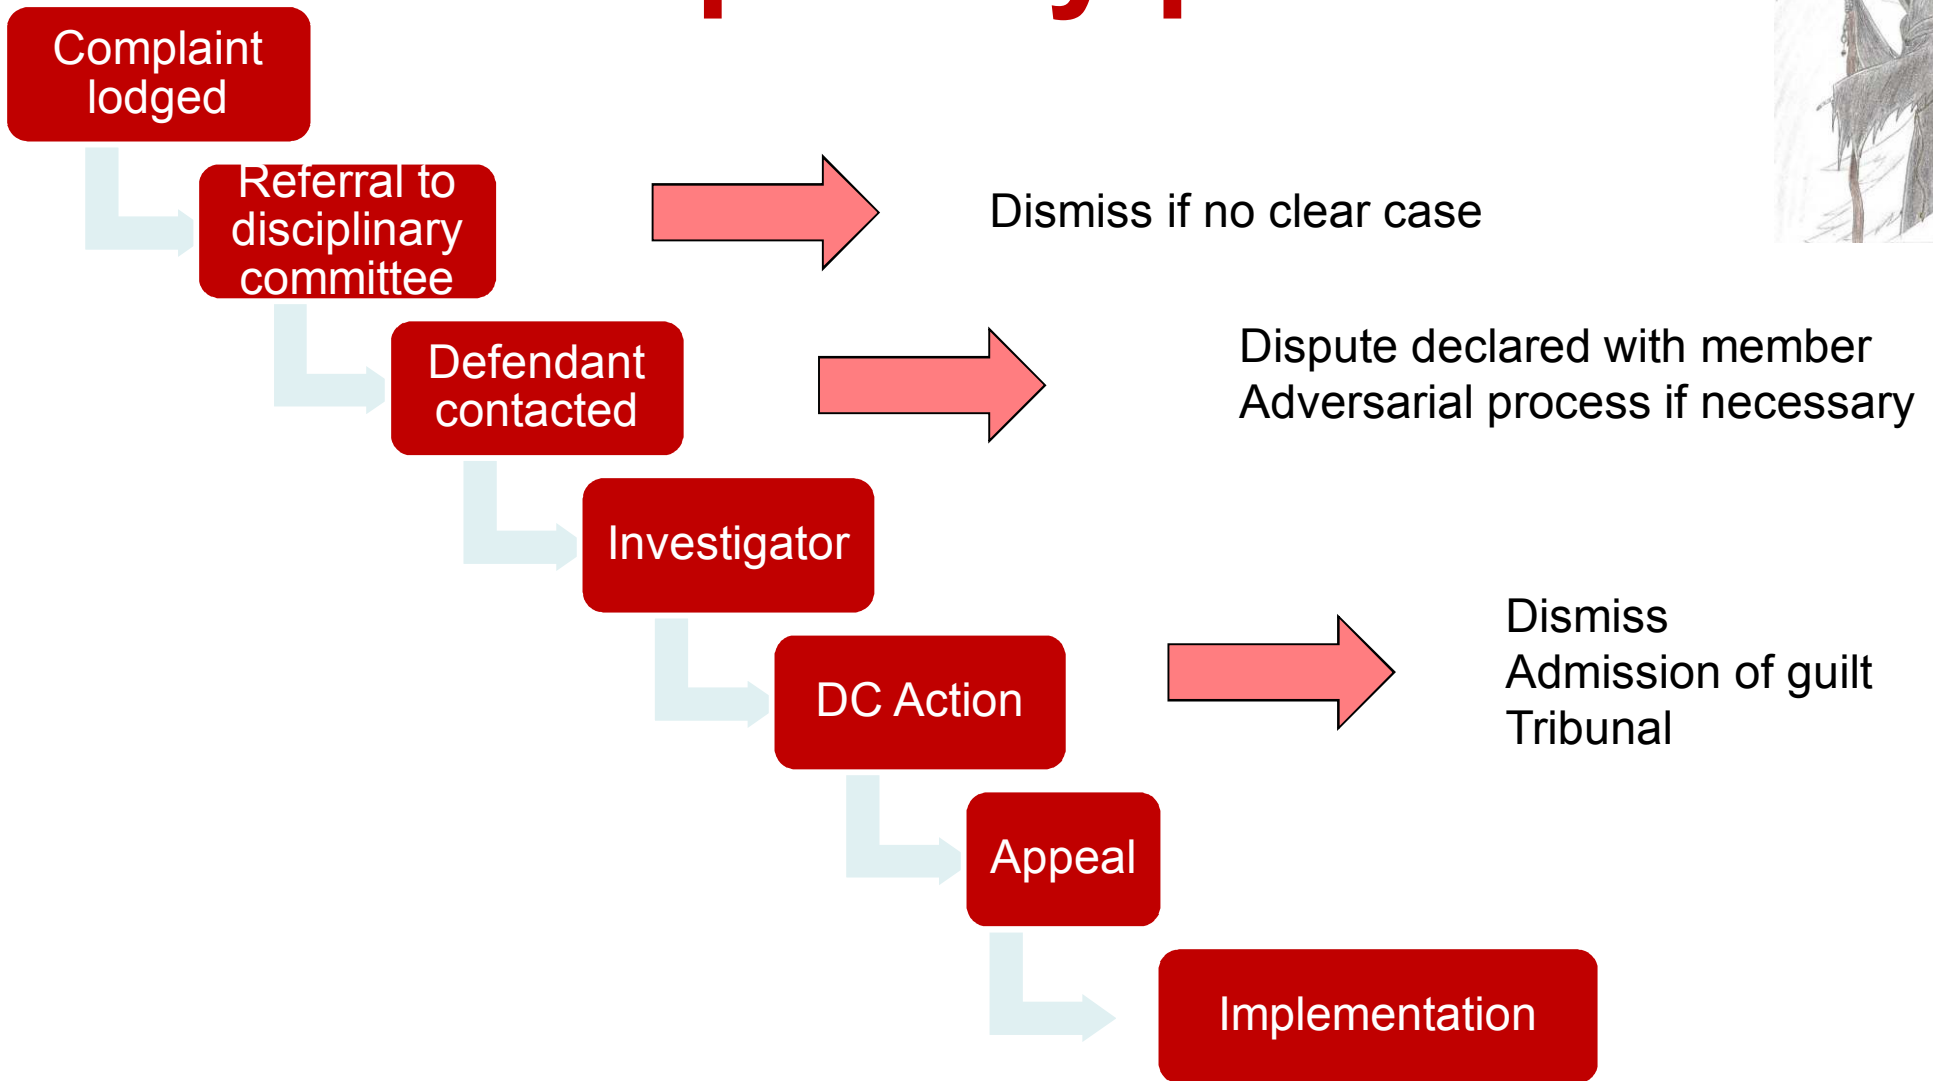 Complaint
lodged
Referral to
disciplinary
committee
Dismiss if no clear case
Defendant
contacted
Dispute declared with member
Adversarial process if necessary
Investigator
DC Action
Dismiss
Admission of guilt
Tribunal
Appeal
Implementation